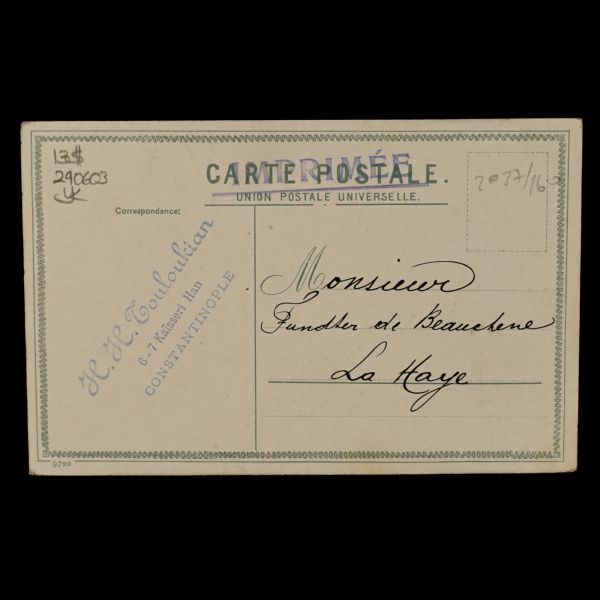 13$
290603
IMPRIMÉE
CARTE POSTALE.
UNION POSTALE UNIVERSELLE.
Correspondance:
H. H. Touloukian
6-7 Kaïsseri Han
CONSTANTINOPLE
Monsieur
Fundter de Beauchene
La Haye
9720